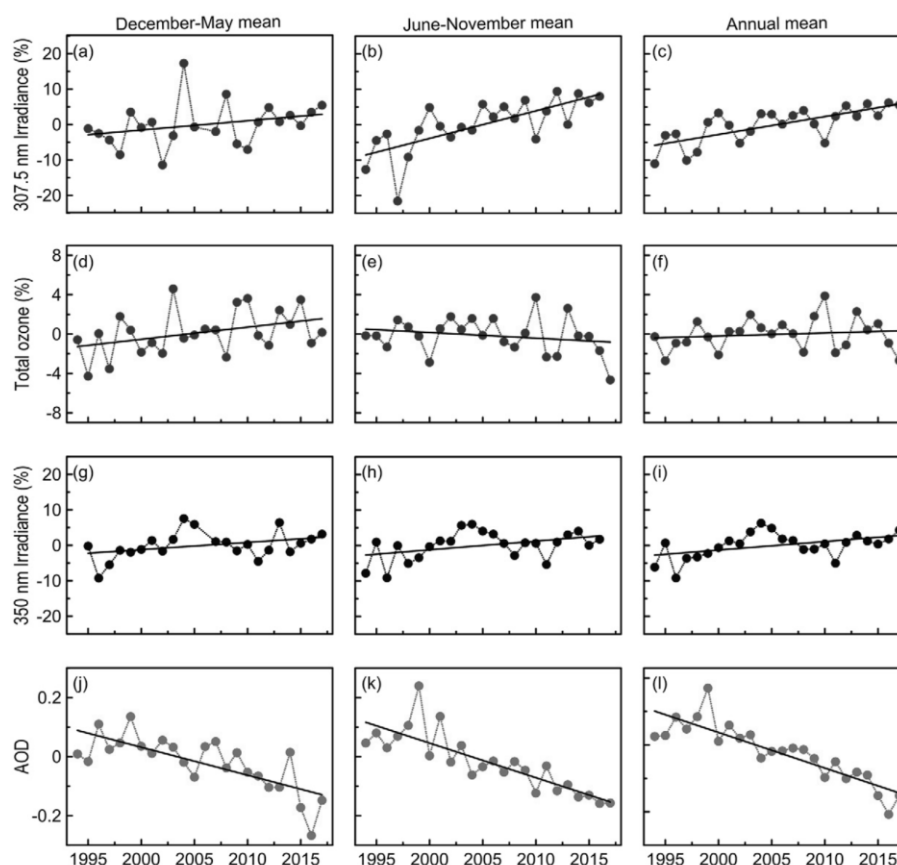 December-May mean June-November mean Annual mean
307.5 nm Irradiance (%)
20
10
0
-10
-20
(a) (b) (c)
Total ozone (%)
8
4
0
-4
-8
(d) (e) (f)
350 nm Irradiance (%)
20
10
0
-10
-20
(g) (h) (i)
AOD
0.2
0
-0.2
(j) (k) (l)
1995 2000 2005 2010 2015 1995 2000 2005 2010 2015 1995 2000 2005 2010 2015